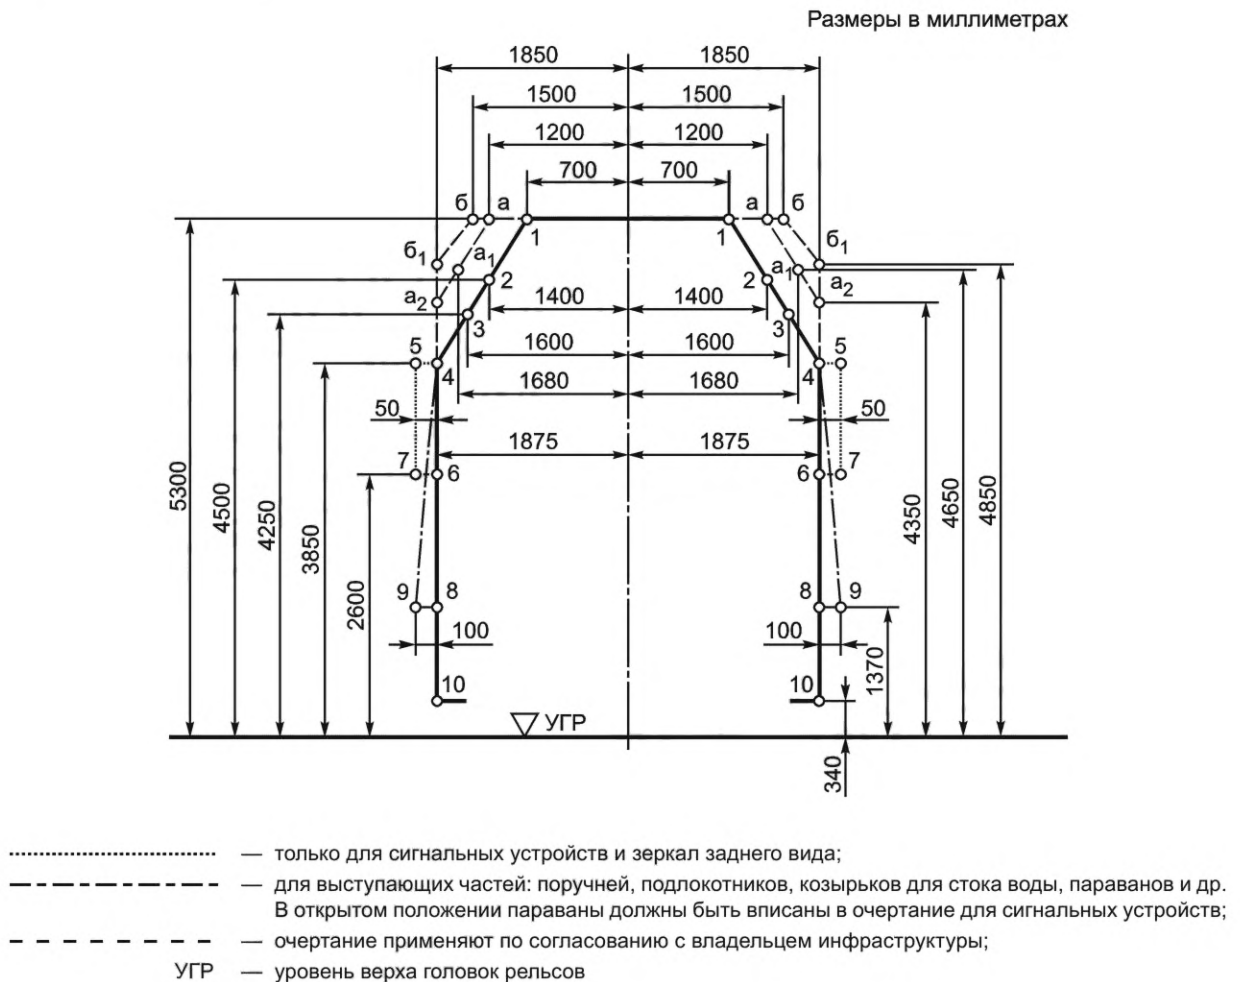 Размеры в миллиметрах
1850 1850
1500 1500
1200 1200
700 700
б а а б
1 1
б₁ а₁ а₁ б₁
2 2
а₂ 1400 1400 а₂
3 3
5 1600 1600 5
4 4
1680 1680
50 50
1875 1875
7 6 6 7
5300 4500 4250 3850 2600 4350 4650 4850
9 8 8 9
100 100
1370
10 10
УГР
340
— только для сигнальных устройств и зеркал заднего вида;
— для выступающих частей: поручней, подлокотников, козырьков для стока воды, параванов и др.
В открытом положении параваны должны быть вписаны в очертание для сигнальных устройств;
— очертание применяют по согласованию с владельцем инфраструктуры;
УГР — уровень верха головок рельсов